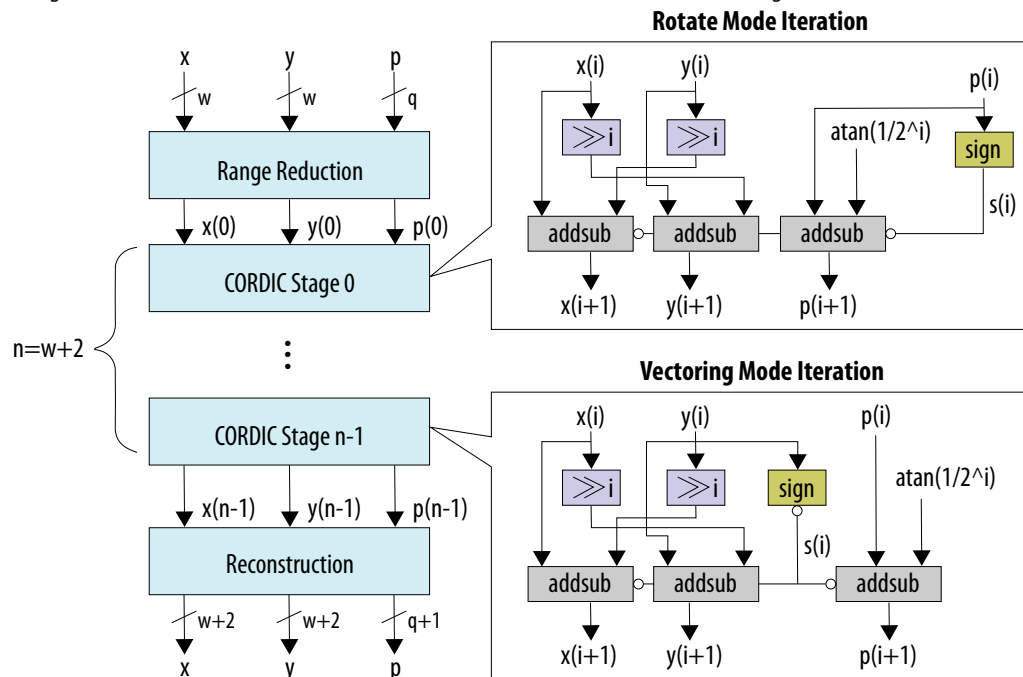 Rotate Mode Iteration
x y p
w w q
Range Reduction
x(0) y(0) p(0)
CORDIC Stage 0
n=w+2
CORDIC Stage n-1
x(n-1) y(n-1) p(n-1)
Reconstruction
w+2 w+2 q+1
x y p
x(i) y(i) p(i)
atan(1/2^i)
≫i ≫i sign
s(i)
addsub addsub addsub
x(i+1) y(i+1) p(i+1)
Vectoring Mode Iteration
x(i) y(i) p(i)
≫i ≫i sign atan(1/2^i)
s(i)
addsub addsub addsub
x(i+1) y(i+1) p(i+1)